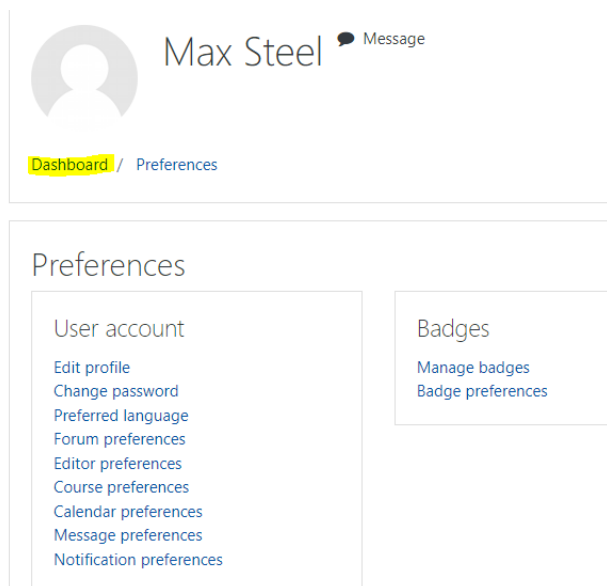 Max Steel Message
Dashboard / Preferences
Preferences
User account
Edit profile
Change password
Preferred language
Forum preferences
Editor preferences
Course preferences
Calendar preferences
Message preferences
Notification preferences
Badges
Manage badges
Badge preferences